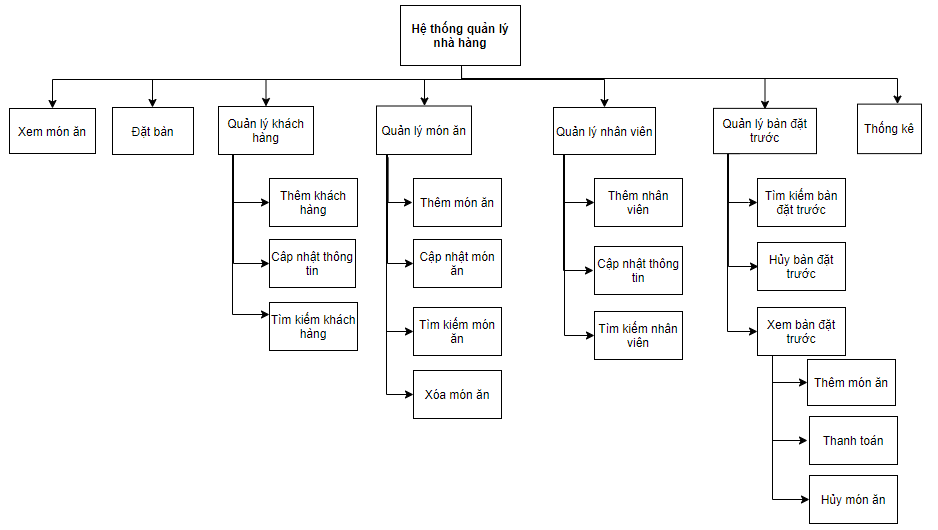 Hệ thống quản lý
nhà hàng
Xem món ăn
Đặt bàn
Quản lý khách
hàng
Quản lý món ăn
Quản lý nhân viên
Quản lý bàn đặt
trước
Thống kê
Thêm khách
hàng
Cập nhật thông
tin
Tìm kiếm khách
hàng
Thêm món ăn
Cập nhật món
ăn
Tìm kiếm món
ăn
Xóa món ăn
Thêm nhân
viên
Cập nhật thông
tin
Tìm kiếm nhân
viên
Tìm kiếm bàn
đặt trước
Hủy bàn đặt
trước
Xem bàn đặt
trước
Thêm món ăn
Thanh toán
Hủy món ăn